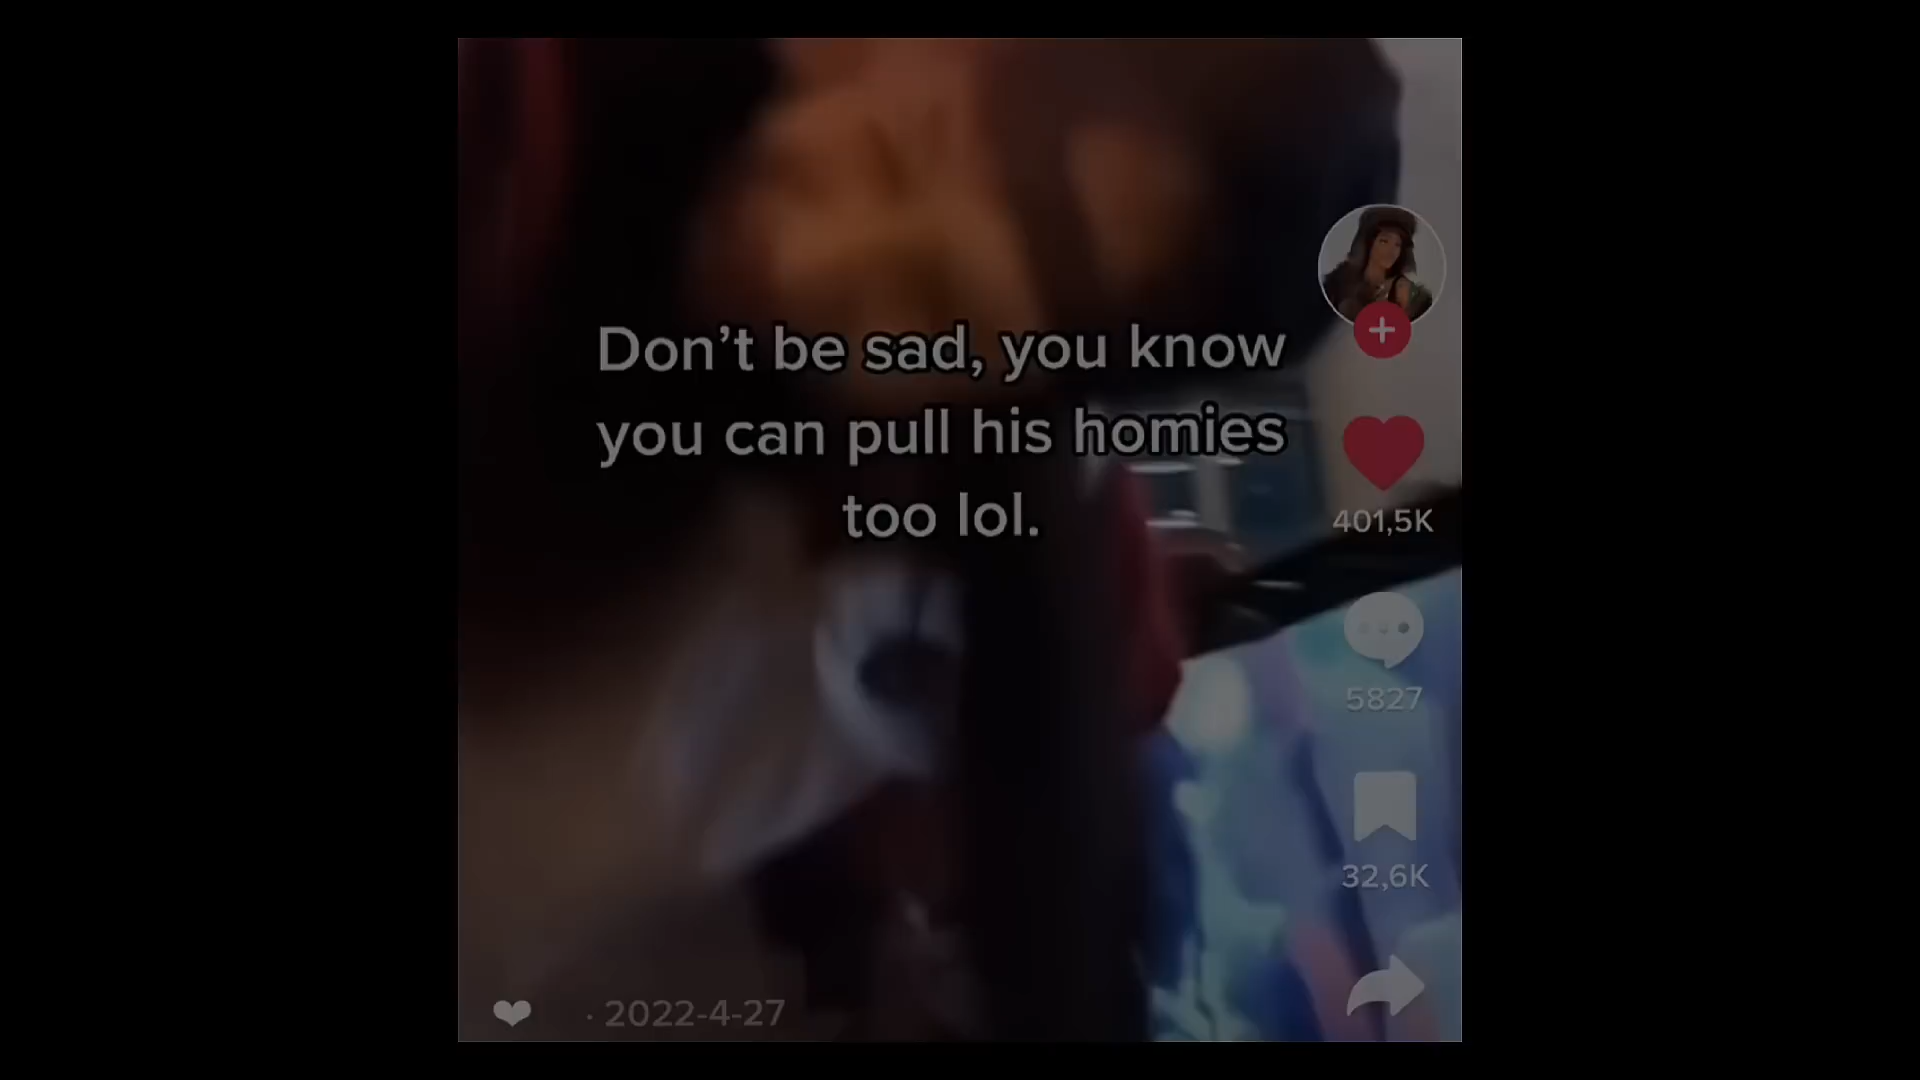 Don’t be sad, you know
you can pull his homies
too lol.
401,5K
5827
32,6K
· 2022-4-27